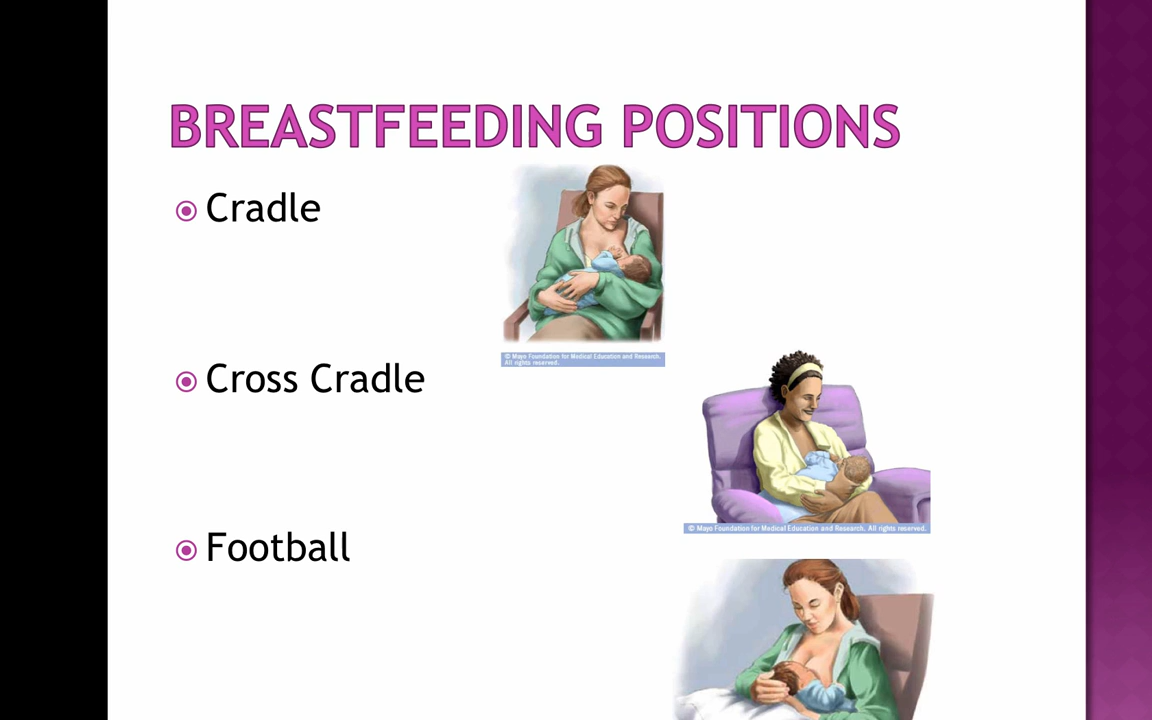 BREASTFEEDING POSITIONS
Cradle
© Mayo Foundation for Medical Education and Research.
All rights reserved.
Cross Cradle
© Mayo Foundation for Medical Education and Research. All rights reserved.
Football